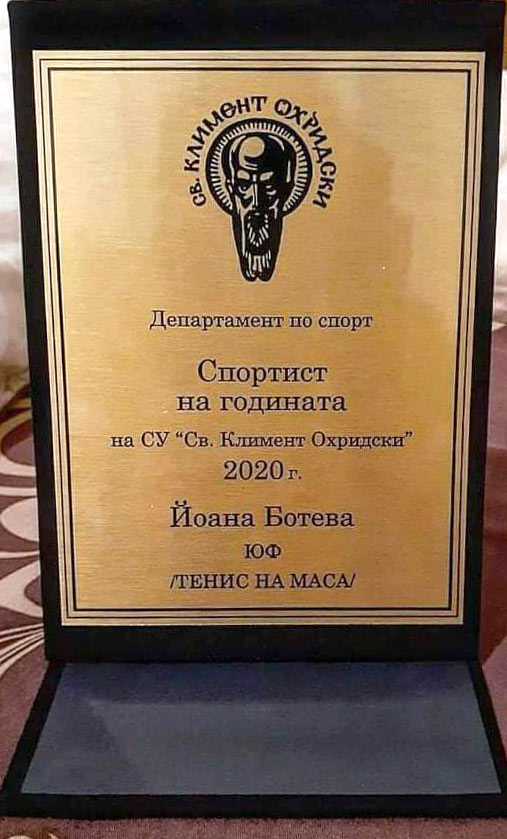 Св. КЛИМЕНТ ОХРИДСКИ
Департамент по спорт
Спортист
на годината
на СУ “Св. Климент Охридски”
2020 г.
Йоана Ботева
ЮФ
/ТЕНИС НА МАСА/